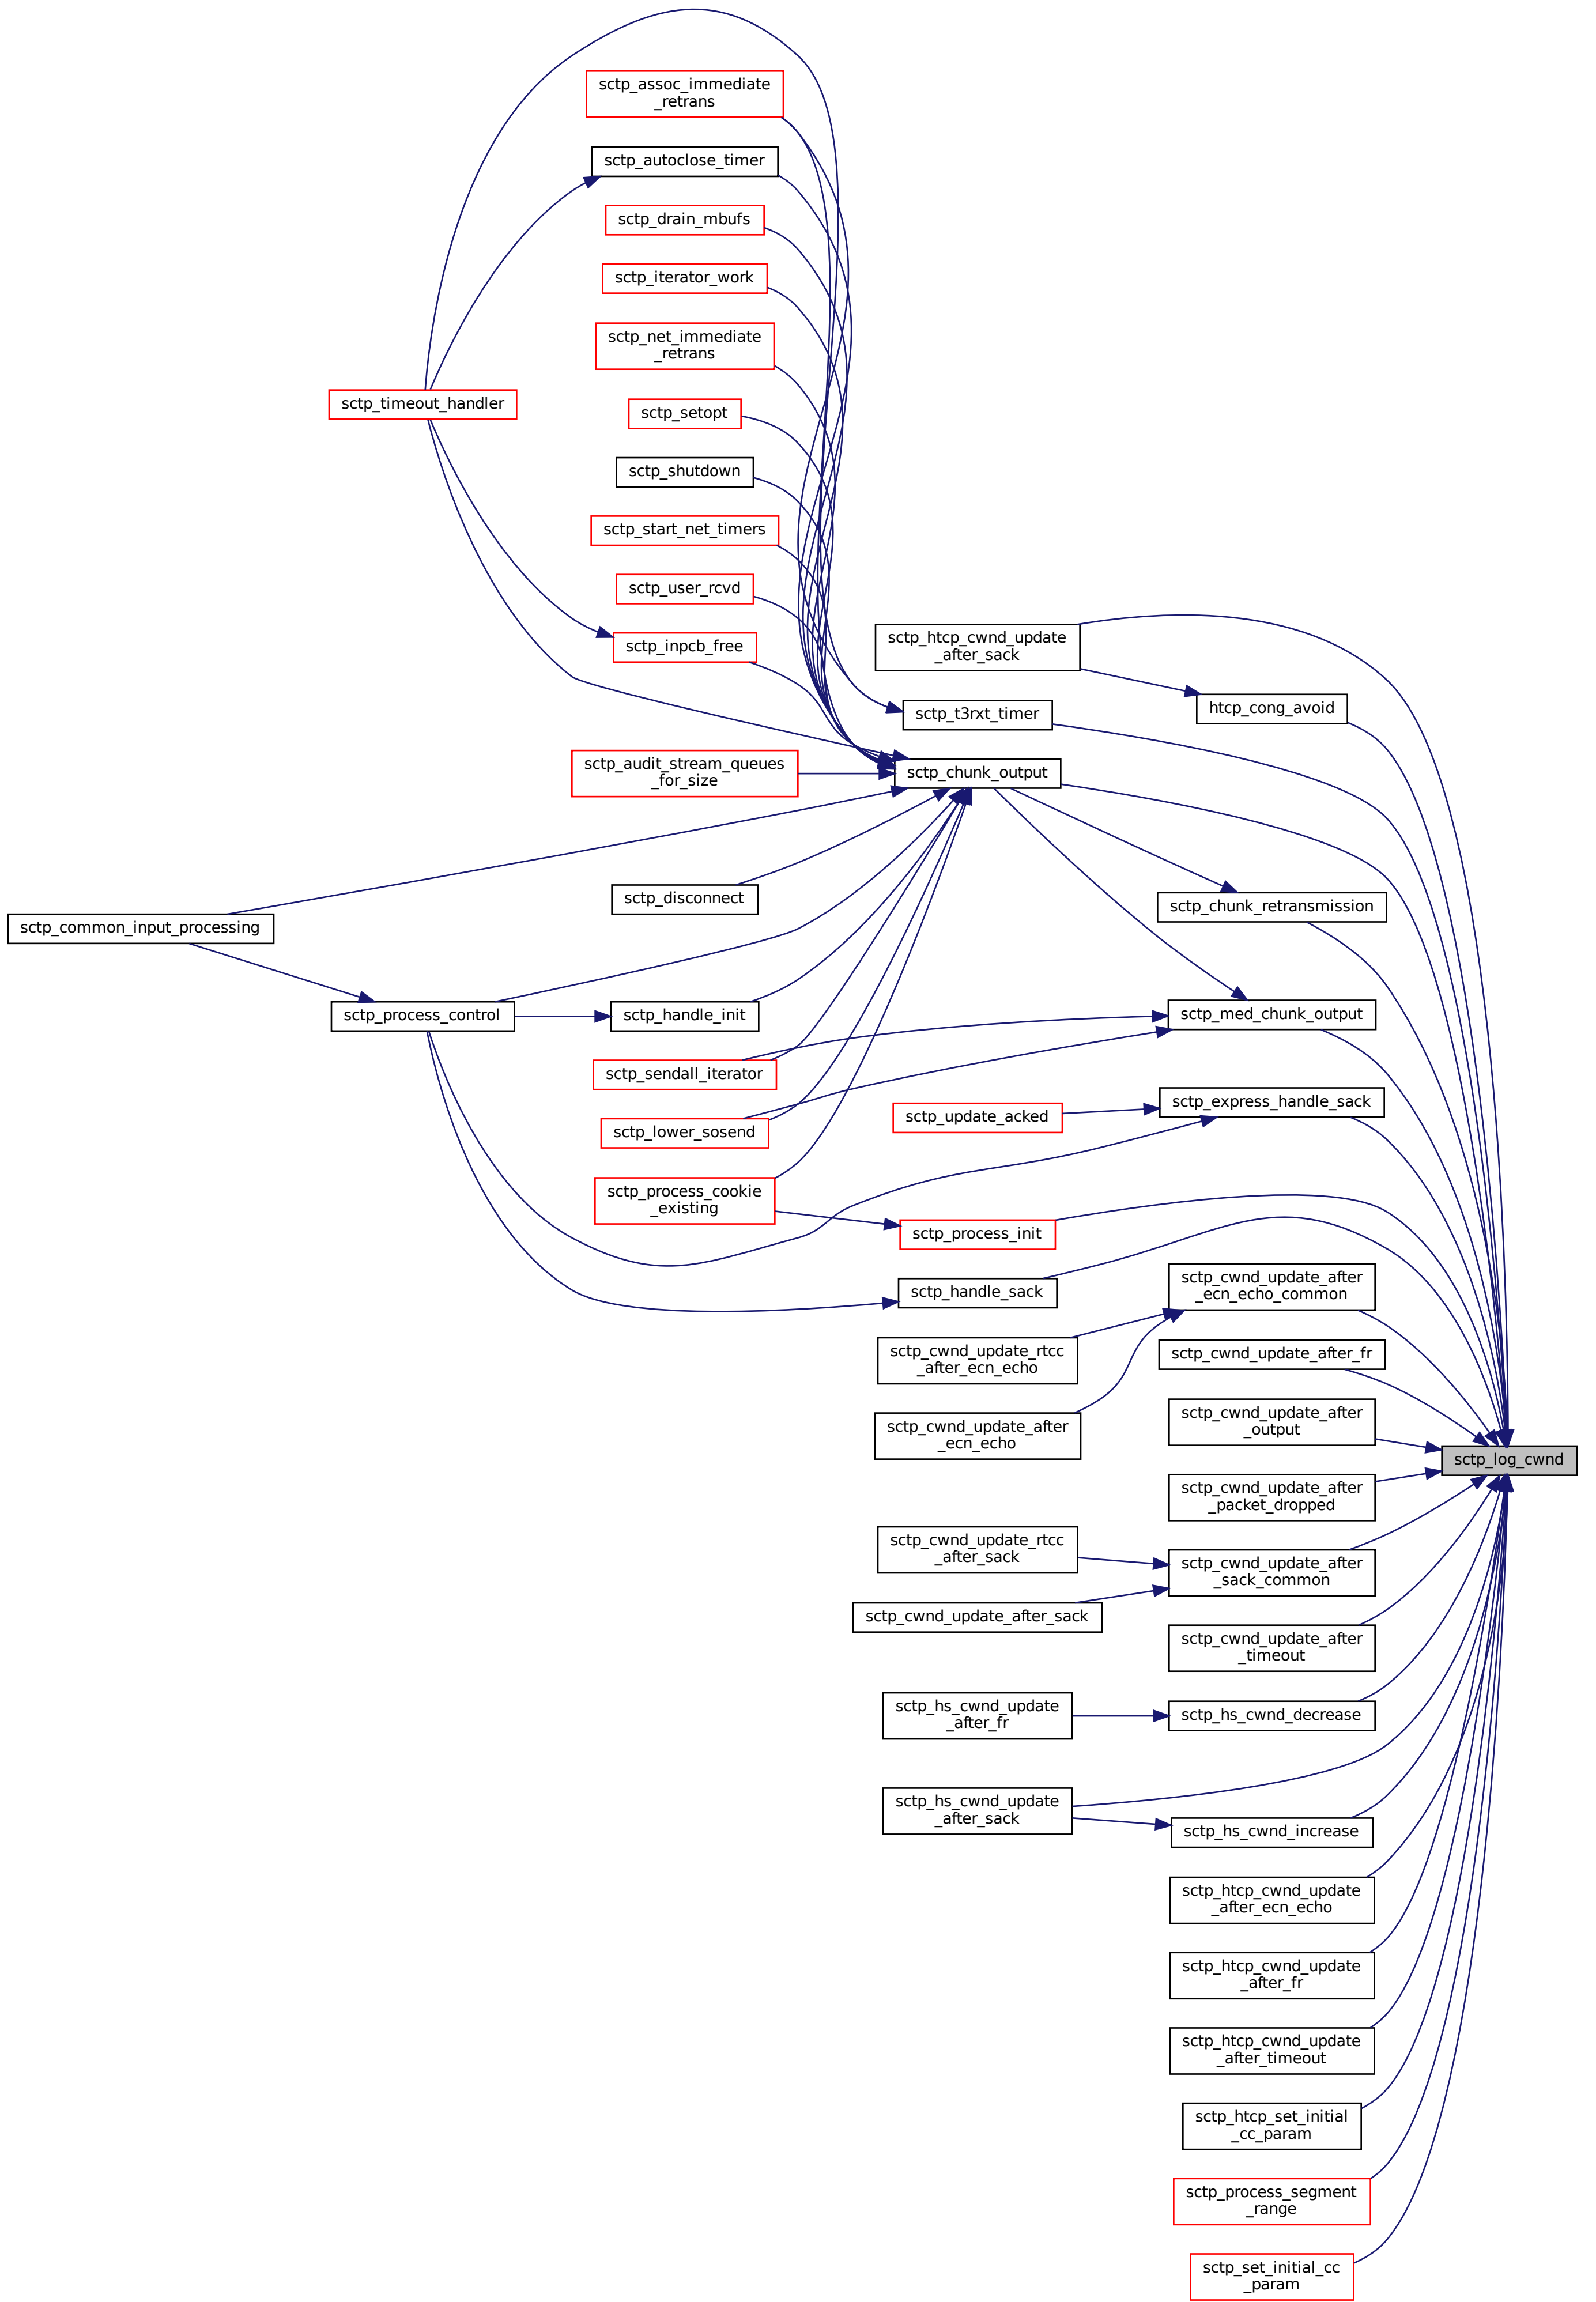 sctp_assoc_immediate
_retrans
sctp_autoclose_timer
sctp_drain_mbufs
sctp_iterator_work
sctp_net_immediate
_retrans
sctp_timeout_handler
sctp_setopt
sctp_shutdown
sctp_start_net_timers
sctp_user_rcvd
sctp_inpcb_free
sctp_htcp_cwnd_update
_after_sack
htcp_cong_avoid
sctp_t3rxt_timer
sctp_audit_stream_queues
_for_size
sctp_chunk_output
sctp_disconnect
sctp_chunk_retransmission
sctp_common_input_processing
sctp_process_control
sctp_handle_init
sctp_med_chunk_output
sctp_sendall_iterator
sctp_express_handle_sack
sctp_update_acked
sctp_lower_sosend
sctp_process_cookie
_existing
sctp_process_init
sctp_handle_sack
sctp_cwnd_update_after
_ecn_echo_common
sctp_cwnd_update_rtcc
_after_ecn_echo
sctp_cwnd_update_after_fr
sctp_cwnd_update_after
_ecn_echo
sctp_cwnd_update_after
_output
sctp_log_cwnd
sctp_cwnd_update_after
_packet_dropped
sctp_cwnd_update_rtcc
_after_sack
sctp_cwnd_update_after
_sack_common
sctp_cwnd_update_after_sack
sctp_cwnd_update_after
_timeout
sctp_hs_cwnd_update
_after_fr
sctp_hs_cwnd_decrease
sctp_hs_cwnd_update
_after_sack
sctp_hs_cwnd_increase
sctp_htcp_cwnd_update
_after_ecn_echo
sctp_htcp_cwnd_update
_after_fr
sctp_htcp_cwnd_update
_after_timeout
sctp_htcp_set_initial
_cc_param
sctp_process_segment
_range
sctp_set_initial_cc
_param